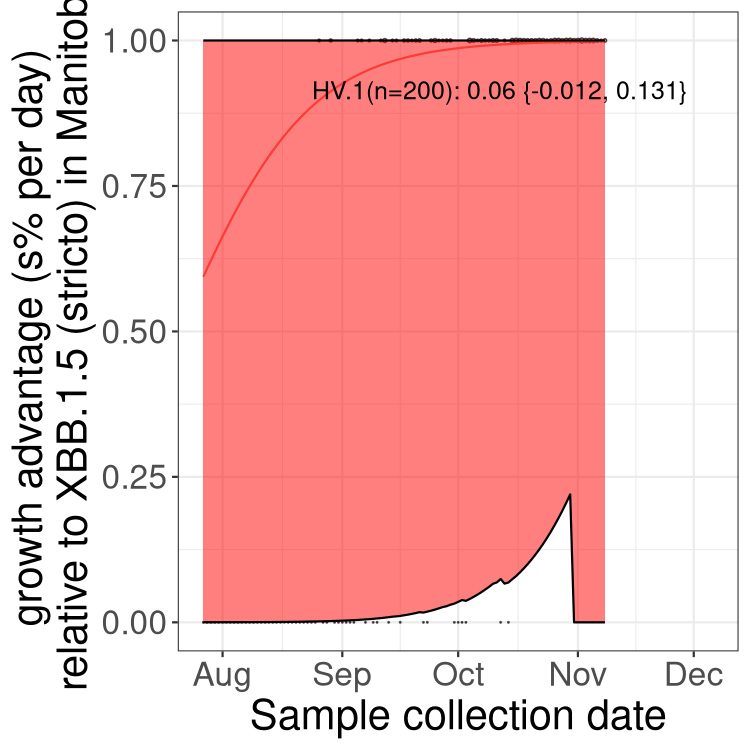 growth advantage (s% per day)
relative to XBB.1.5 (stricto) in Manitob
1.00
0.75
0.50
0.25
0.00
HV.1(n=200): 0.06 {-0.012, 0.131}
Aug Sep Oct Nov Dec
Sample collection date